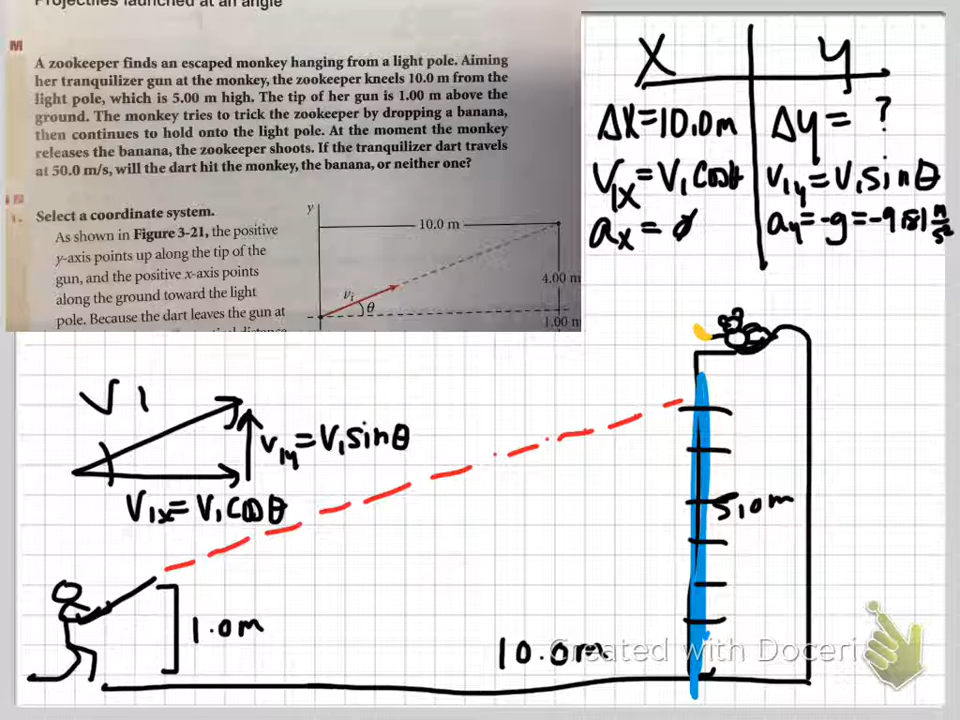 Projectiles launched at an angle
M
A zookeeper finds an escaped monkey hanging from a light pole. Aiming
her tranquilizer gun at the monkey, the zookeeper kneels 10.0 m from the
light pole, which is 5.00 m high. The tip of her gun is 1.00 m above the
ground. The monkey tries to trick the zookeeper by dropping a banana,
then continues to hold onto the light pole. At the moment the monkey
releases the banana, the zookeeper shoots. If the tranquilizer dart travels
at 50.0 m/s, will the dart hit the monkey, the banana, or neither one?
1. Select a coordinate system.
As shown in Figure 3-21, the positive
y-axis points up along the tip of the
gun, and the positive x-axis points
along the ground toward the light
pole. Because the dart leaves the gun at
y
10.0 m
4.00 m
vi
θ
1.00 m
X
y
ΔX=10.0m
Δy= ?
V1x=V1cosθ
V1y=V1sinθ
ax=0
ay=-g=-9.81 m/s²
V1
V1y=V1sinθ
V1x=V1cosθ
5.0m
1.0m
10.0m
Created with Doceri